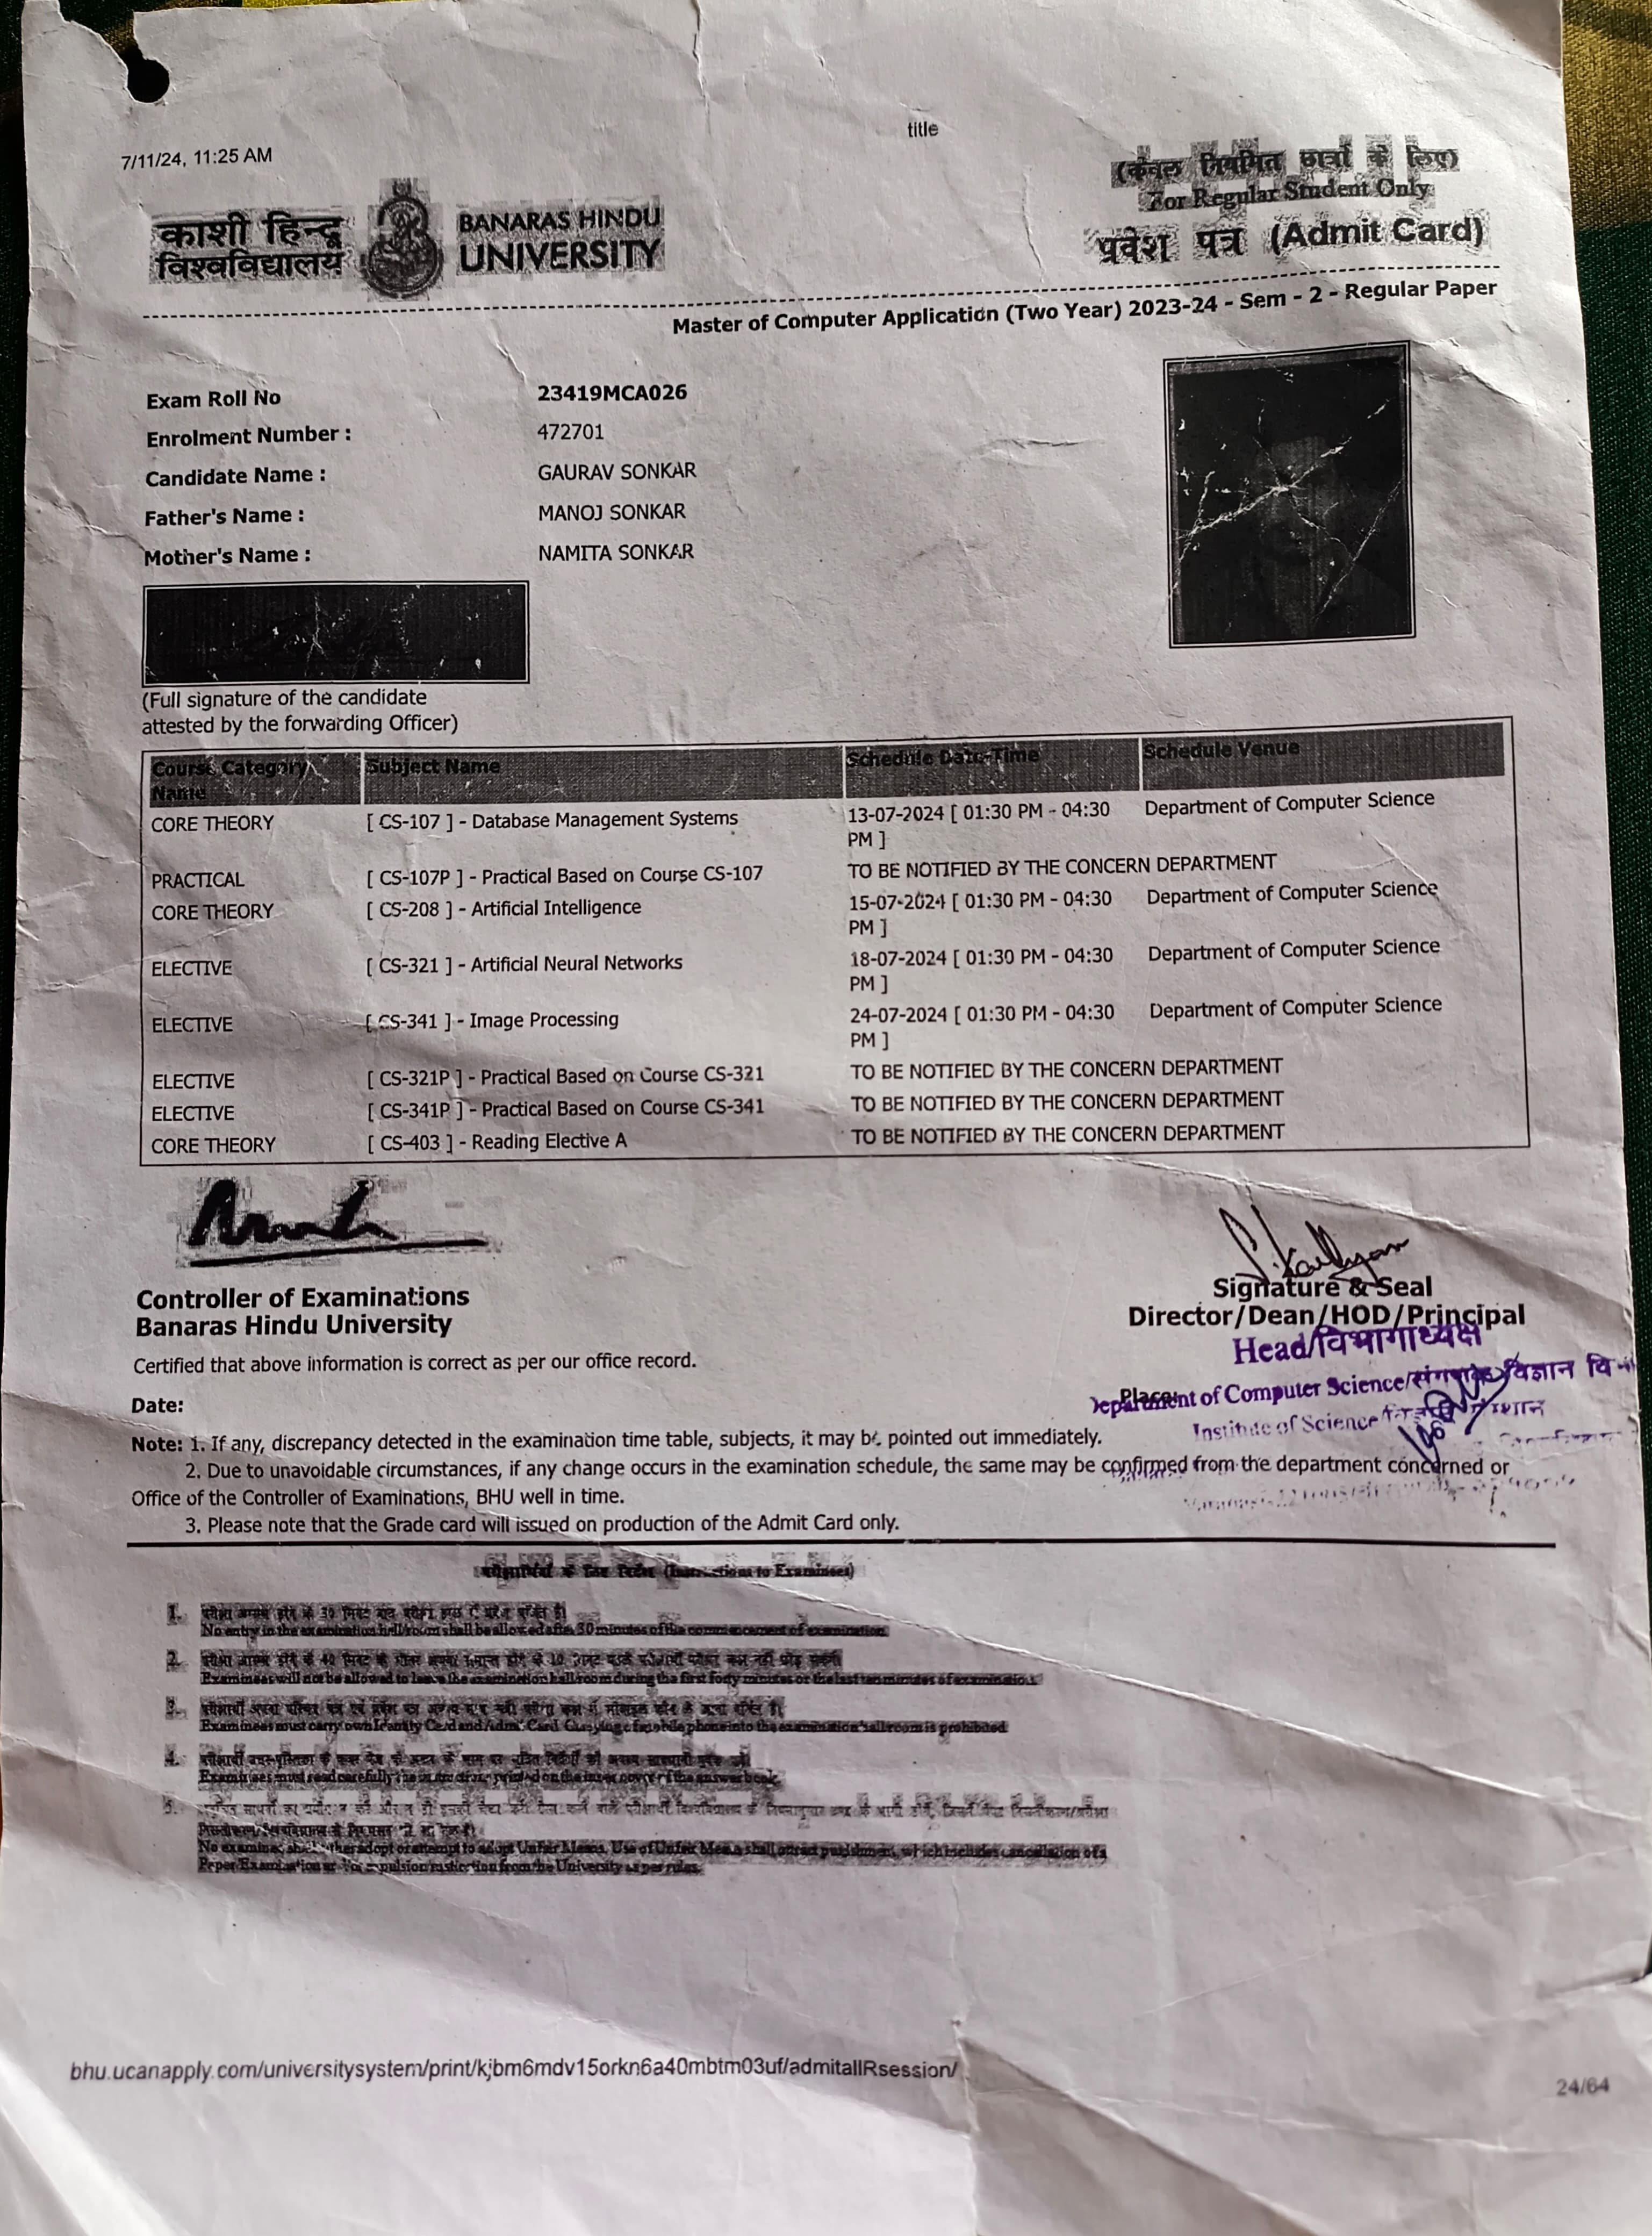 title
7/11/24, 11:25 AM
(केवल नियमित छात्रों के लिए)
For Regular Student Only
काशी हिन्दू
विश्वविद्यालय
BANARAS HINDU
UNIVERSITY
प्रवेश पत्र (Admit Card)
Master of Computer Application (Two Year) 2023-24 - Sem - 2 - Regular Paper
Exam Roll No 23419MCA026
Enrolment Number : 472701
Candidate Name : GAURAV SONKAR
Father's Name : MANOJ SONKAR
Mother's Name : NAMITA SONKAR
(Full signature of the candidate
attested by the forwarding Officer)
Course Category Subject Name Schedule Date-Time Schedule Venue
Name
CORE THEORY [ CS-107 ] - Database Management Systems 13-07-2024 [ 01:30 PM - 04:30 Department of Computer Science
PM ]
PRACTICAL [ CS-107P ] - Practical Based on Course CS-107 TO BE NOTIFIED BY THE CONCERN DEPARTMENT
CORE THEORY [ CS-208 ] - Artificial Intelligence 15-07-2024 [ 01:30 PM - 04:30 Department of Computer Science
PM ]
ELECTIVE [ CS-321 ] - Artificial Neural Networks 18-07-2024 [ 01:30 PM - 04:30 Department of Computer Science
PM ]
ELECTIVE [ CS-341 ] - Image Processing 24-07-2024 [ 01:30 PM - 04:30 Department of Computer Science
PM ]
ELECTIVE [ CS-321P ] - Practical Based on Course CS-321 TO BE NOTIFIED BY THE CONCERN DEPARTMENT
ELECTIVE [ CS-341P ] - Practical Based on Course CS-341 TO BE NOTIFIED BY THE CONCERN DEPARTMENT
CORE THEORY [ CS-403 ] - Reading Elective A TO BE NOTIFIED BY THE CONCERN DEPARTMENT
Signature & Seal
Controller of Examinations Director/Dean/HOD/Principal
Banaras Hindu University
Head/विभागाध्यक्ष
Certified that above information is correct as per our office record.
Place:
Department of Computer Science/संगणक विज्ञान
Date:
Institute of Science
Note: 1. If any, discrepancy detected in the examination time table, subjects, it may be pointed out immediately.
2. Due to unavoidable circumstances, if any change occurs in the examination schedule, the same may be confirmed from the department concerned or
Office of the Controller of Examinations, BHU well in time.
3. Please note that the Grade card will issued on production of the Admit Card only.
(Instructions to Examinees)
1.
No entry in the examination hall/room shall be allowed after 30 minutes of the commencement of examination.
2.
Examinees will not be allowed to leave the examination hall room during the first forty minutes or the last ten minutes of examination.
3.
Examinees must carry own Identity Card and Admit Card. Carrying of mobile phone into the examination hall room is prohibited
4.
Examinees must read carefully the instructions printed on the inner cover of the answer book.
5.
No examinee shall either adopt or attempt to adopt Unfair Means. Use of Unfair Means shall entail punishment, which includes cancellation of a
Paper/Examination or expulsion/rustication from the University as per rules.
bhu.ucanapply.com/universitysystem/print/kjbm6mdv15orkn6a40mbtm03uf/admitallRsession/
24/64